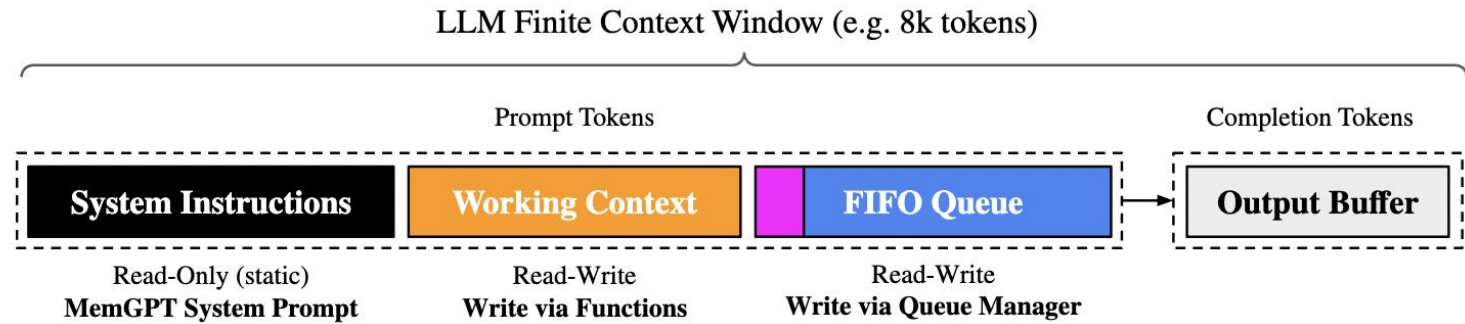 LLM Finite Context Window (e.g. 8k tokens)
Prompt Tokens
Completion Tokens
System Instructions
Working Context
FIFO Queue
Output Buffer
Read-Only (static)
MemGPT System Prompt
Read-Write
Write via Functions
Read-Write
Write via Queue Manager